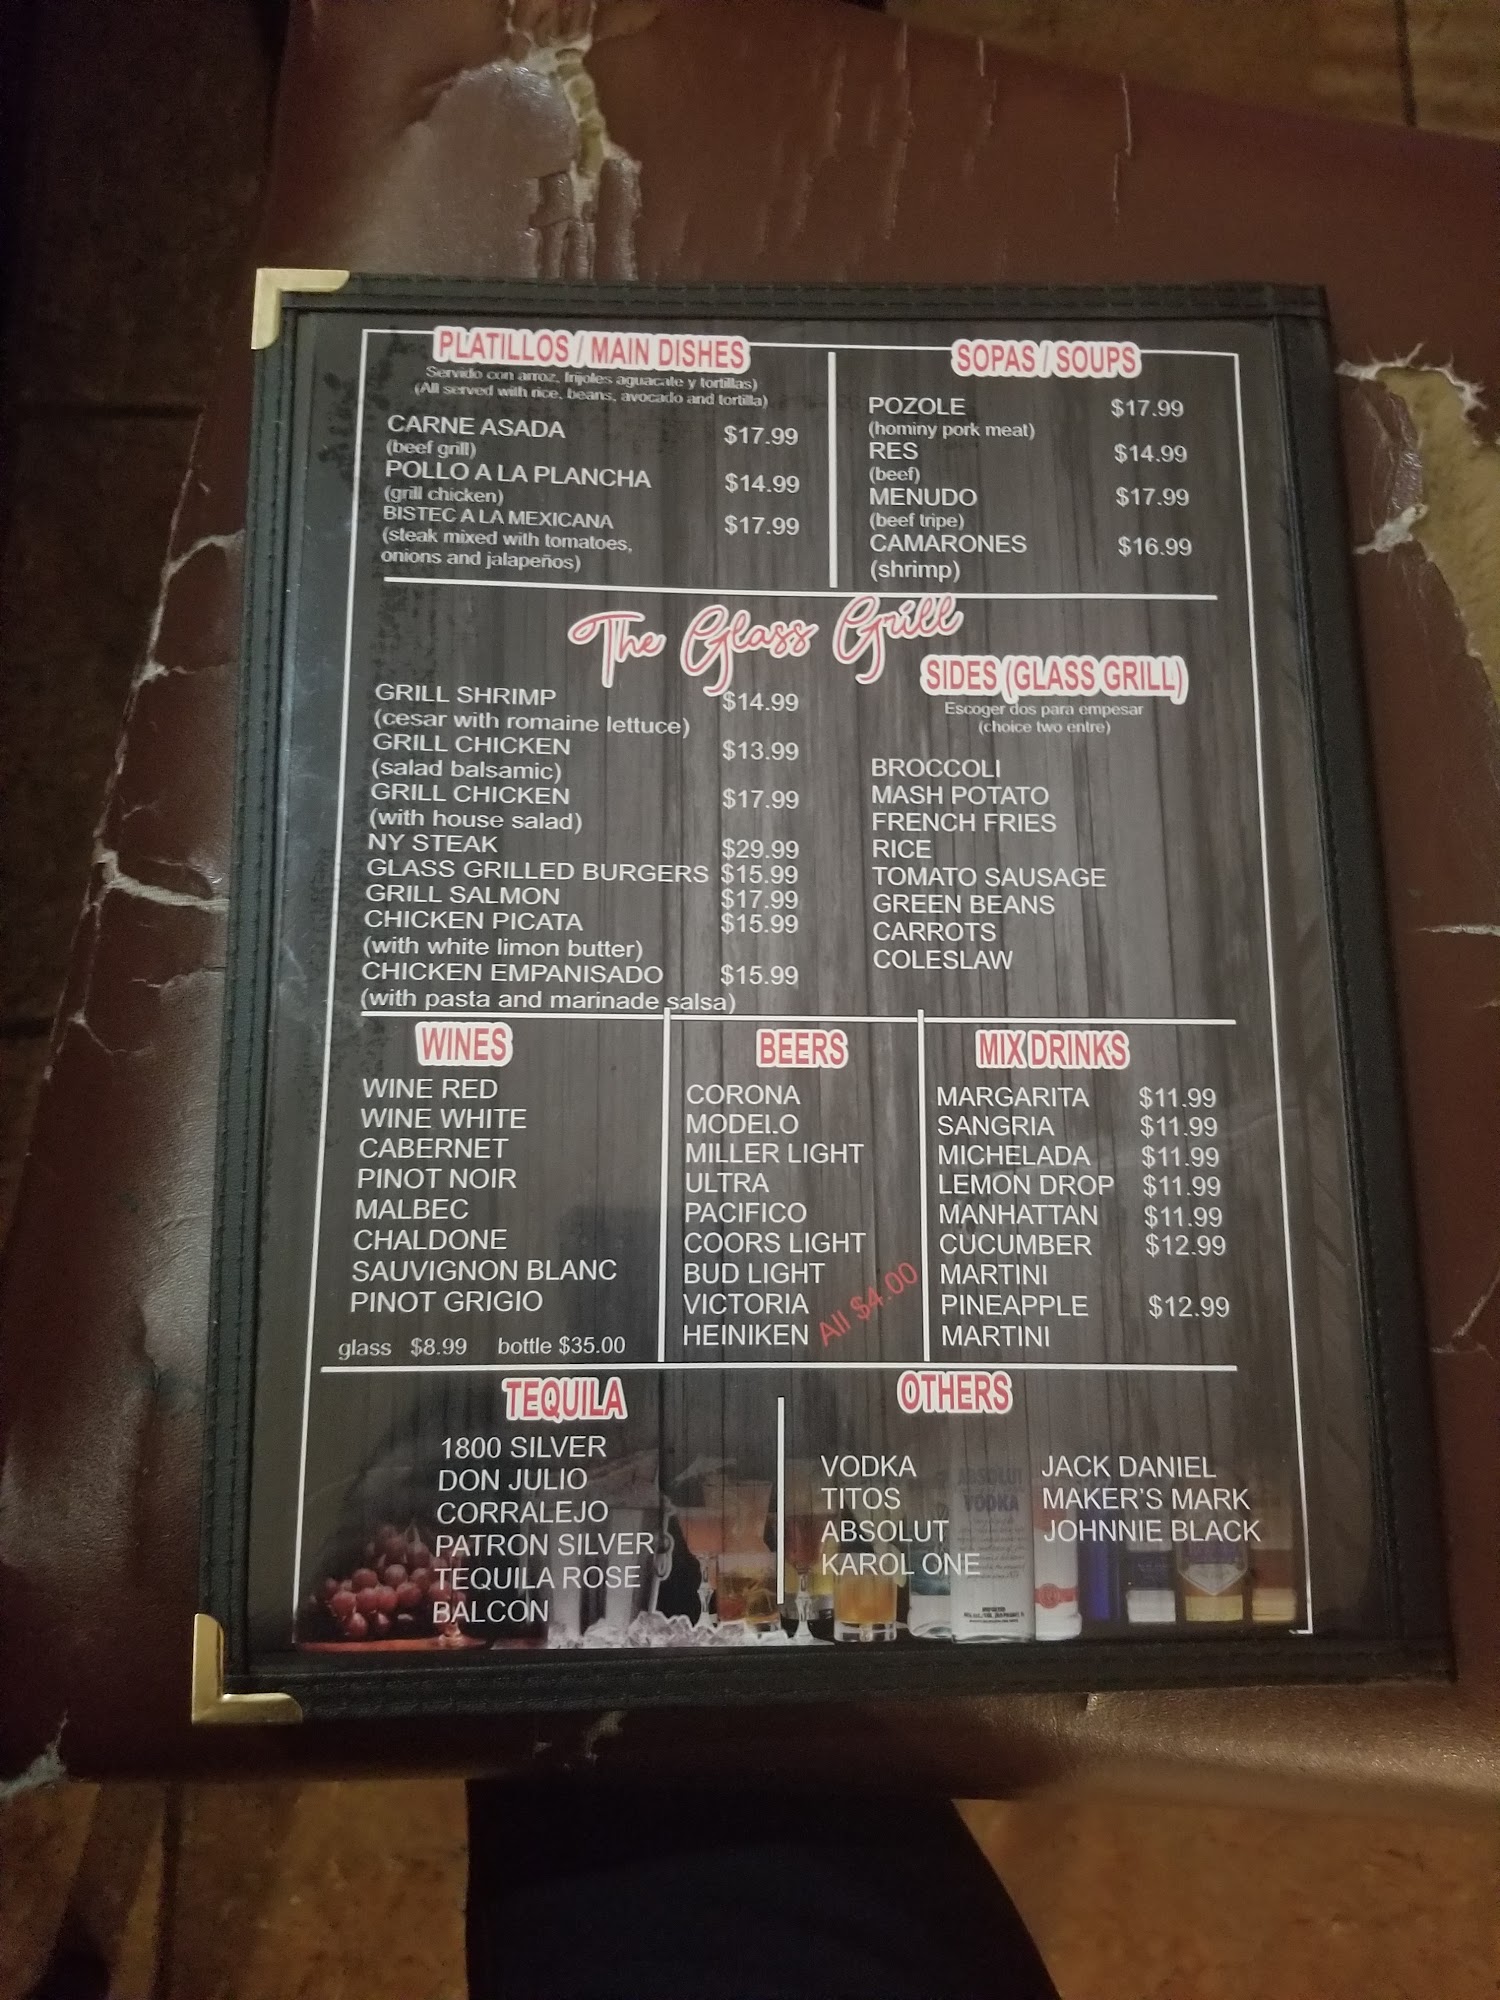 PLATILLOS / MAIN DISHES
Servido con arroz, frijoles aguacate y tortillas)
(All served with rice, beans, avocado and tortilla)
CARNE ASADA $17.99
(beef grill)
POLLO A LA PLANCHA $14.99
(grill chicken)
BISTEC A LA MEXICANA $17.99
(steak mixed with tomatoes,
onions and jalapeños)
SOPAS / SOUPS
POZOLE $17.99
(hominy pork meat)
RES $14.99
(beef)
MENUDO $17.99
(beef tripe)
CAMARONES $16.99
(shrimp)
The Glass Grill
GRILL SHRIMP $14.99
(cesar with romaine lettuce)
GRILL CHICKEN $13.99
(salad balsamic)
GRILL CHICKEN $17.99
(with house salad)
NY STEAK $29.99
GLASS GRILLED BURGERS $15.99
GRILL SALMON $17.99
CHICKEN PICATA $15.99
(with white limon butter)
CHICKEN EMPANISADO $15.99
(with pasta and marinade salsa)
SIDES (GLASS GRILL)
Escoger dos para empesar
(choice two entre)
BROCCOLI
MASH POTATO
FRENCH FRIES
RICE
TOMATO SAUSAGE
GREEN BEANS
CARROTS
COLESLAW
WINES
WINE RED
WINE WHITE
CABERNET
PINOT NOIR
MALBEC
CHALDONE
SAUVIGNON BLANC
PINOT GRIGIO
glass $8.99 bottle $35.00
BEERS
CORONA
MODELO
MILLER LIGHT
ULTRA
PACIFICO
COORS LIGHT
BUD LIGHT
VICTORIA
HEINIKEN
All $4.00
MIX DRINKS
MARGARITA $11.99
SANGRIA $11.99
MICHELADA $11.99
LEMON DROP $11.99
MANHATTAN $11.99
CUCUMBER $12.99
MARTINI
PINEAPPLE $12.99
MARTINI
TEQUILA
1800 SILVER
DON JULIO
CORRALEJO
PATRON SILVER
TEQUILA ROSE
BALCON
OTHERS
VODKA
TITOS
ABSOLUT
KAROL ONE
JACK DANIEL
MAKER'S MARK
JOHNNIE BLACK
ABSOLUT
VODKA